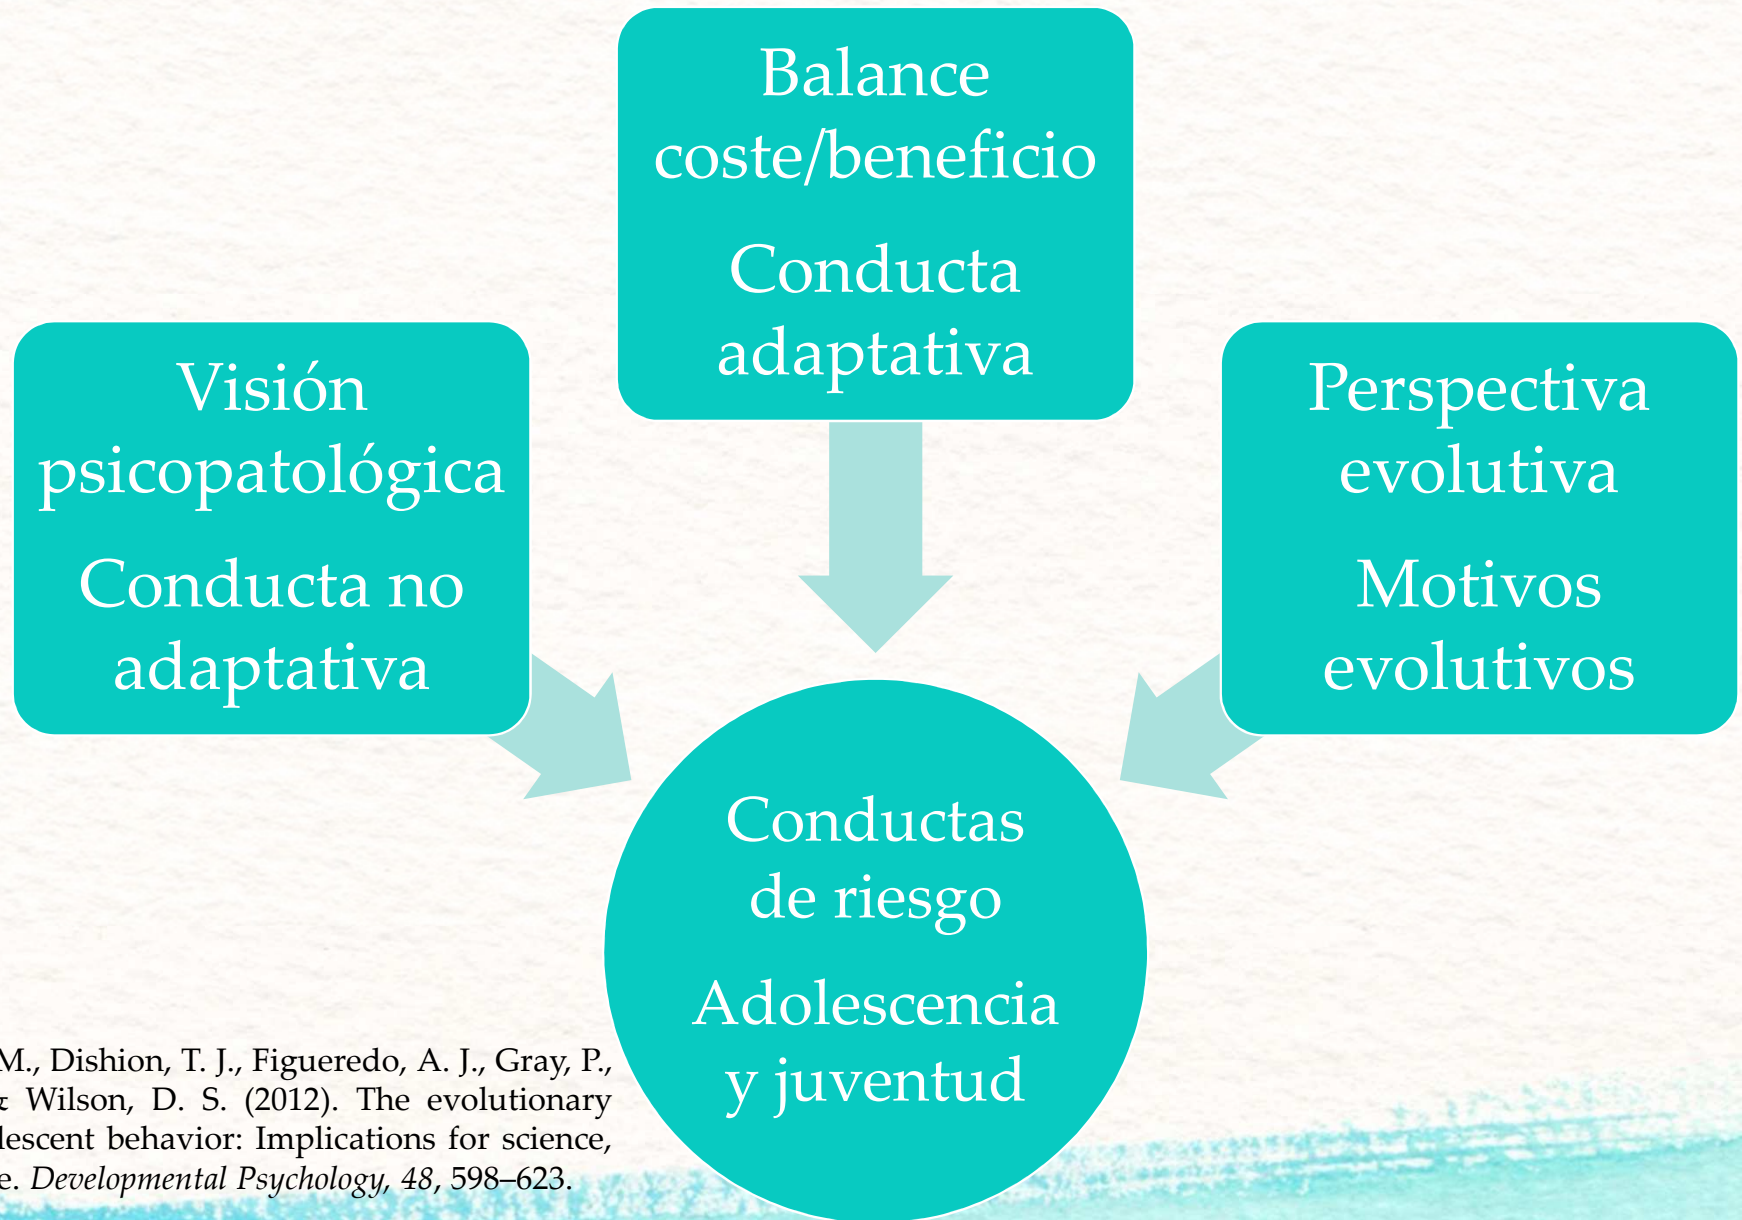 Balance
coste/beneficio
Conducta
adaptativa
Visión
psicopatológica
Conducta no
adaptativa
Perspectiva
evolutiva
Motivos
evolutivos
Conductas
de riesgo
Adolescencia
y juventud
M., Dishion, T. J., Figueredo, A. J., Gray, P.,
Wilson, D. S. (2012). The evolutionary
behavior: Implications for science,
Developmental Psychology, 48, 598–623.